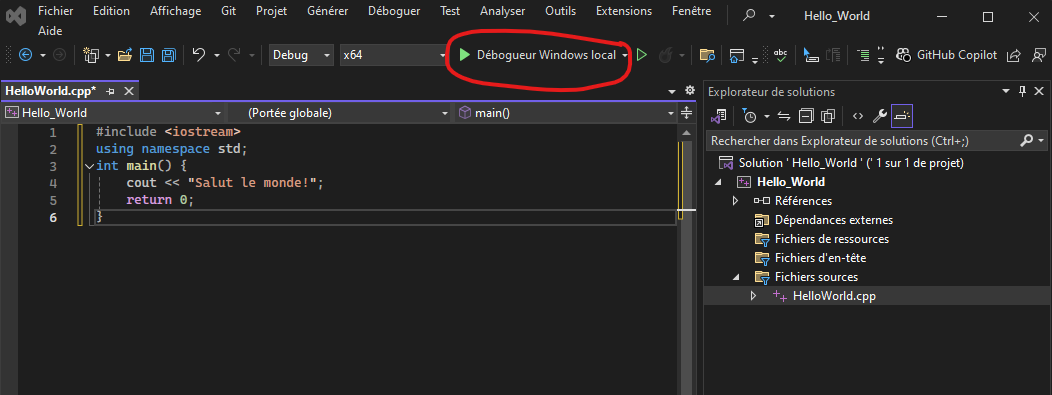 Fichier Edition Affichage Git Projet Générer Déboguer Test Analyser Outils Extensions Fenêtre
Aide
Hello_World
Debug x64 Débogueur Windows local abc GitHub Copilot
HelloWorld.cpp*
Hello_World (Portée globale) main()
1 #include <iostream>
2 using namespace std;
3 int main() {
4 cout << "Salut le monde!";
5 return 0;
6 }
Explorateur de solutions
Rechercher dans Explorateur de solutions (Ctrl+;)
Solution ' Hello_World ' (' 1 sur 1 de projet)
Hello_World
Références
Dépendances externes
Fichiers de ressources
Fichiers d'en-tête
Fichiers sources
HelloWorld.cpp